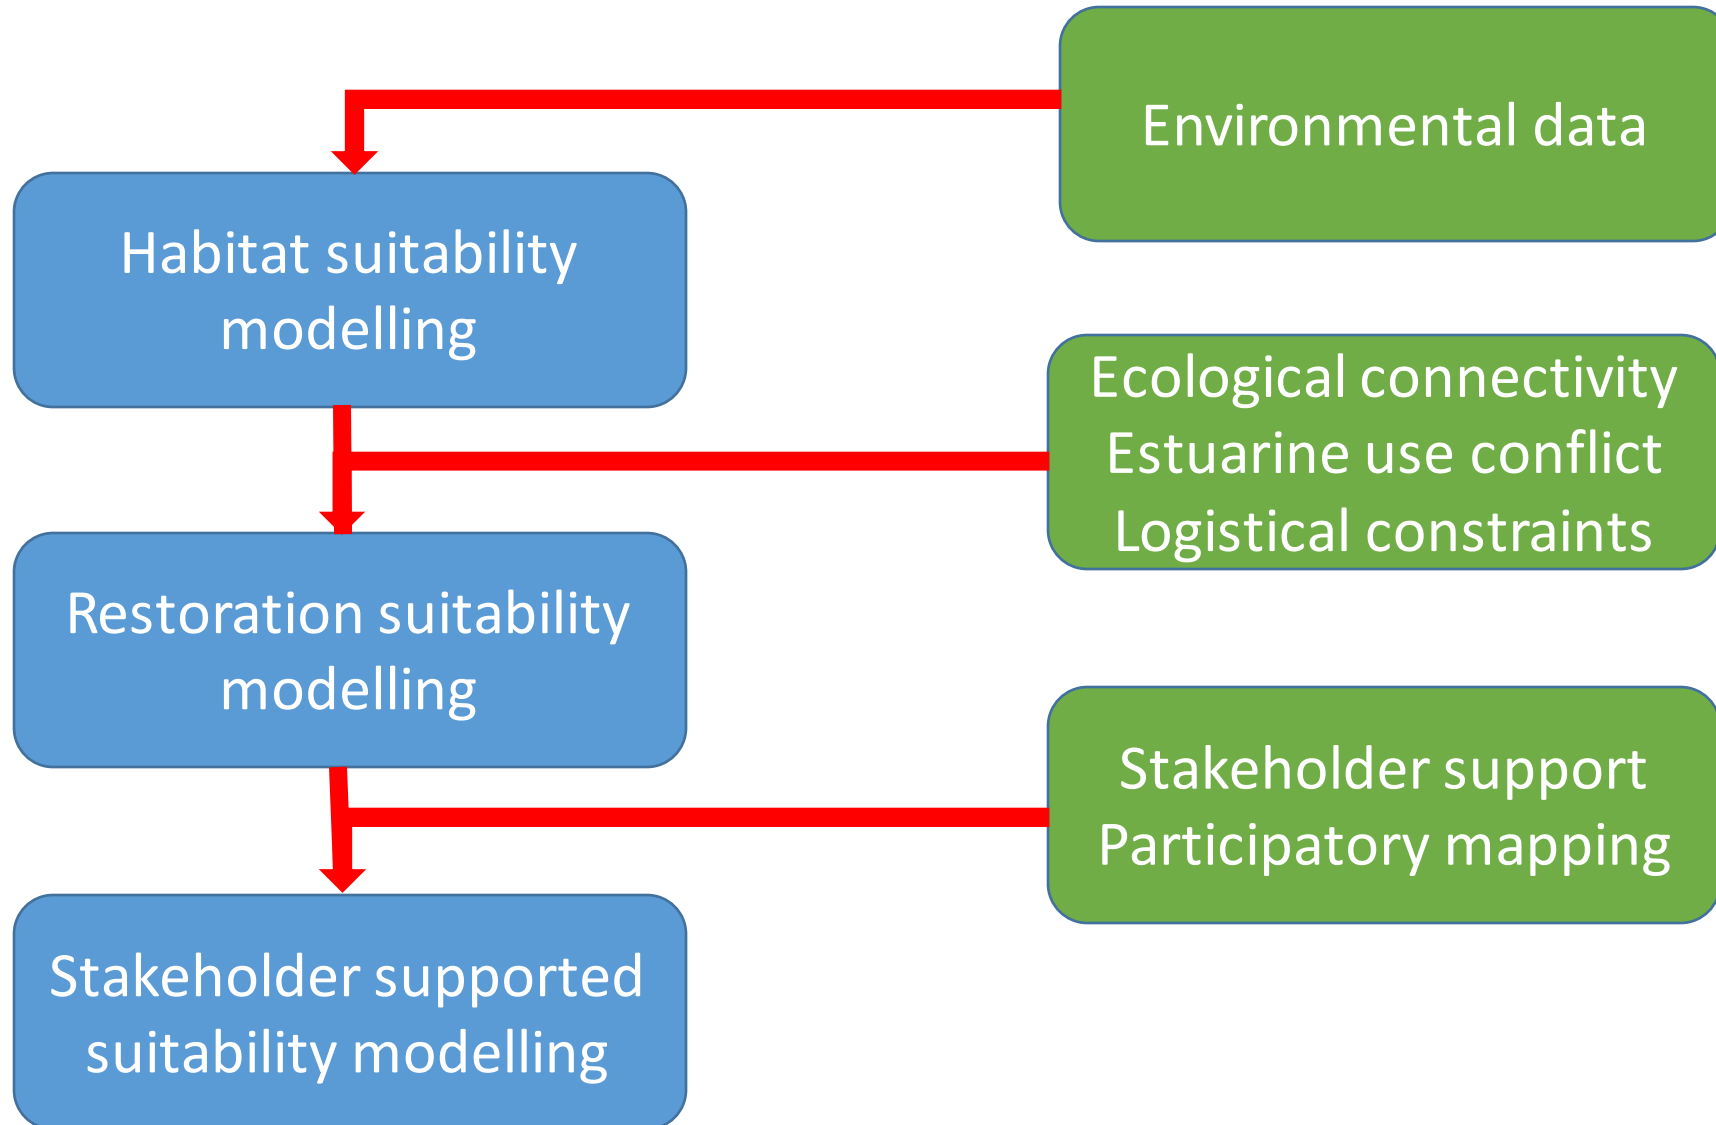 Environmental data
Habitat suitability
modelling
Ecological connectivity
Estuarine use conflict
Logistical constraints
Restoration suitability
modelling
Stakeholder support
Participatory mapping
Stakeholder supported
suitability modelling